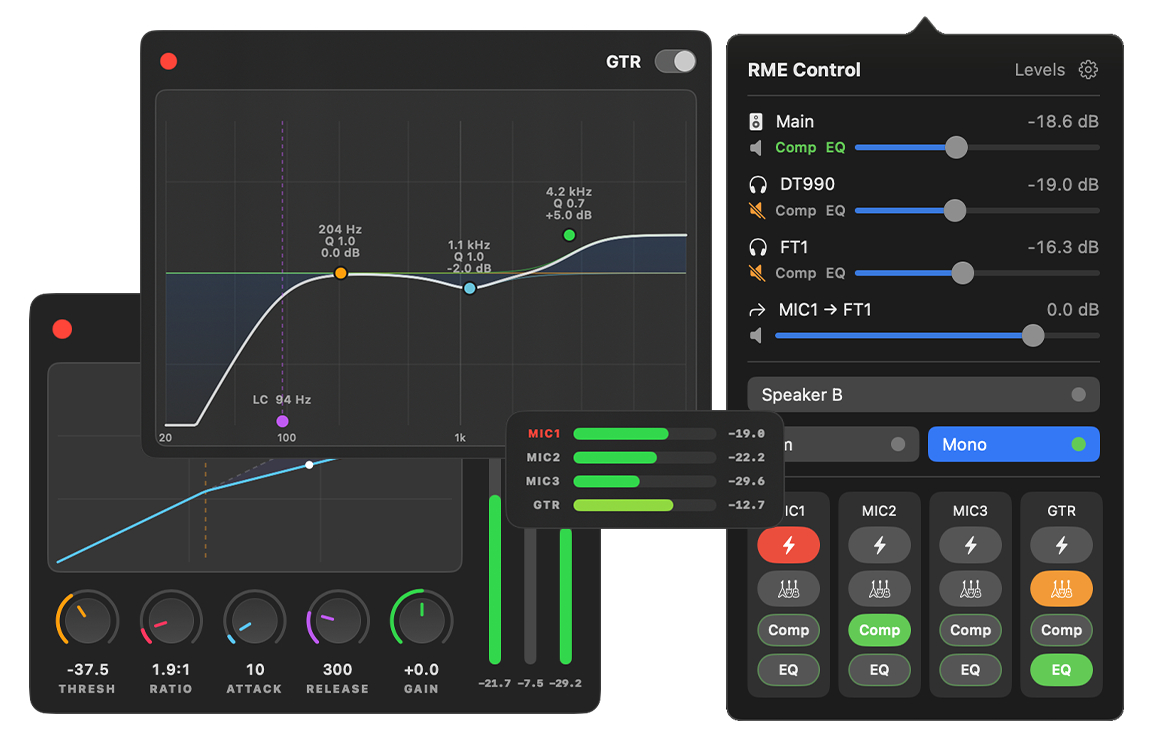 GTR
4.2 kHz
Q 0.7
+5.0 dB
204 Hz
Q 1.0
0.0 dB
1.1 kHz
Q 1.0
-2.0 dB
LC 94 Hz
20
100
1k
MIC1 -19.0
MIC2 -22.2
MIC3 -29.6
GTR -12.7
-37.5
THRESH
1.9:1
RATIO
10
ATTACK
300
RELEASE
+0.0
GAIN
-21.7 -7.5 -29.2
RME Control Levels
Main -18.6 dB
Comp EQ
DT990 -19.0 dB
Comp EQ
FT1 -16.3 dB
Comp EQ
MIC1 → FT1 0.0 dB
Speaker B
Mono
MIC2 MIC3 GTR
Comp Comp Comp Comp
EQ EQ EQ EQ